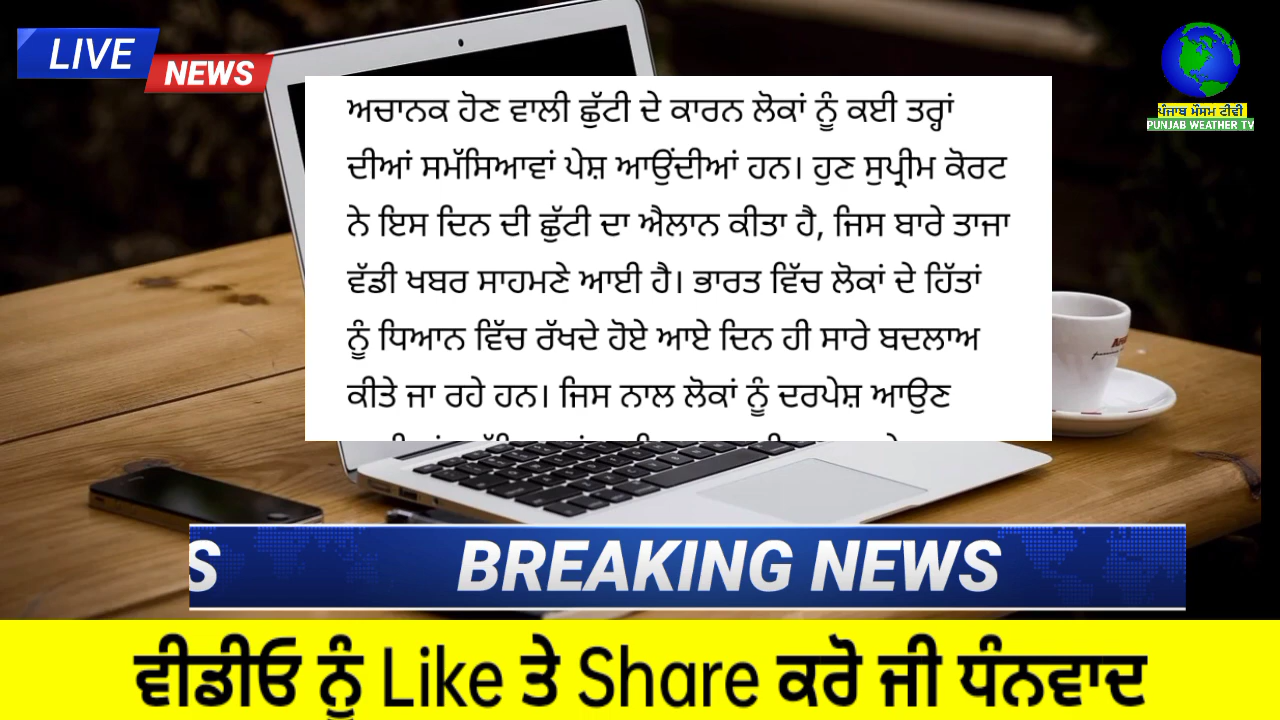 LIVE
NEWS
ਪੰਜਾਬ ਮੌਸਮ ਟੀਵੀ
PUNJAB WEATHER TV
ਅਚਾਨਕ ਹੋਣ ਵਾਲੀ ਛੁੱਟੀ ਦੇ ਕਾਰਨ ਲੋਕਾਂ ਨੂੰ ਕਈ ਤਰ੍ਹਾਂ
ਦੀਆਂ ਸਮੱਸਿਆਵਾਂ ਪੇਸ਼ ਆਉਂਦੀਆਂ ਹਨ। ਹੁਣ ਸੁਪ੍ਰੀਮ ਕੋਰਟ
ਨੇ ਇਸ ਦਿਨ ਦੀ ਛੁੱਟੀ ਦਾ ਐਲਾਨ ਕੀਤਾ ਹੈ, ਜਿਸ ਬਾਰੇ ਤਾਜਾ
ਵੱਡੀ ਖਬਰ ਸਾਹਮਣੇ ਆਈ ਹੈ। ਭਾਰਤ ਵਿੱਚ ਲੋਕਾਂ ਦੇ ਹਿੱਤਾਂ
ਨੂੰ ਧਿਆਨ ਵਿੱਚ ਰੱਖਦੇ ਹੋਏ ਆਏ ਦਿਨ ਹੀ ਸਾਰੇ ਬਦਲਾਅ
ਕੀਤੇ ਜਾ ਰਹੇ ਹਨ। ਜਿਸ ਨਾਲ ਲੋਕਾਂ ਨੂੰ ਦਰਪੇਸ਼ ਆਉਣ
S BREAKING NEWS
ਵੀਡੀਓ ਨੂੰ Like ਤੇ Share ਕਰੋ ਜੀ ਧੰਨਵਾਦ